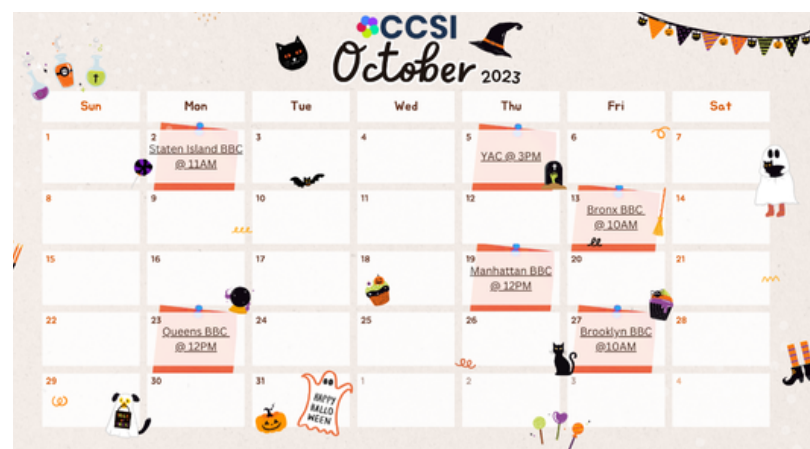 CCSI
October 2023
Sun Mon Tue Wed Thu Fri Sat
1 2 3 4 5 6 7
Staten Island BBC
@ 11AM
YAC @ 3PM
8 9 10 11 12 13 14
Bronx BBC
@ 10AM
15 16 17 18 19 20 21
Manhattan BBC
@ 12PM
22 23 24 25 26 27 28
Queens BBC
@ 12PM
Brooklyn BBC
@10AM
29 30 31 1 2 3 4
HAPPY
HALLO
WEEN